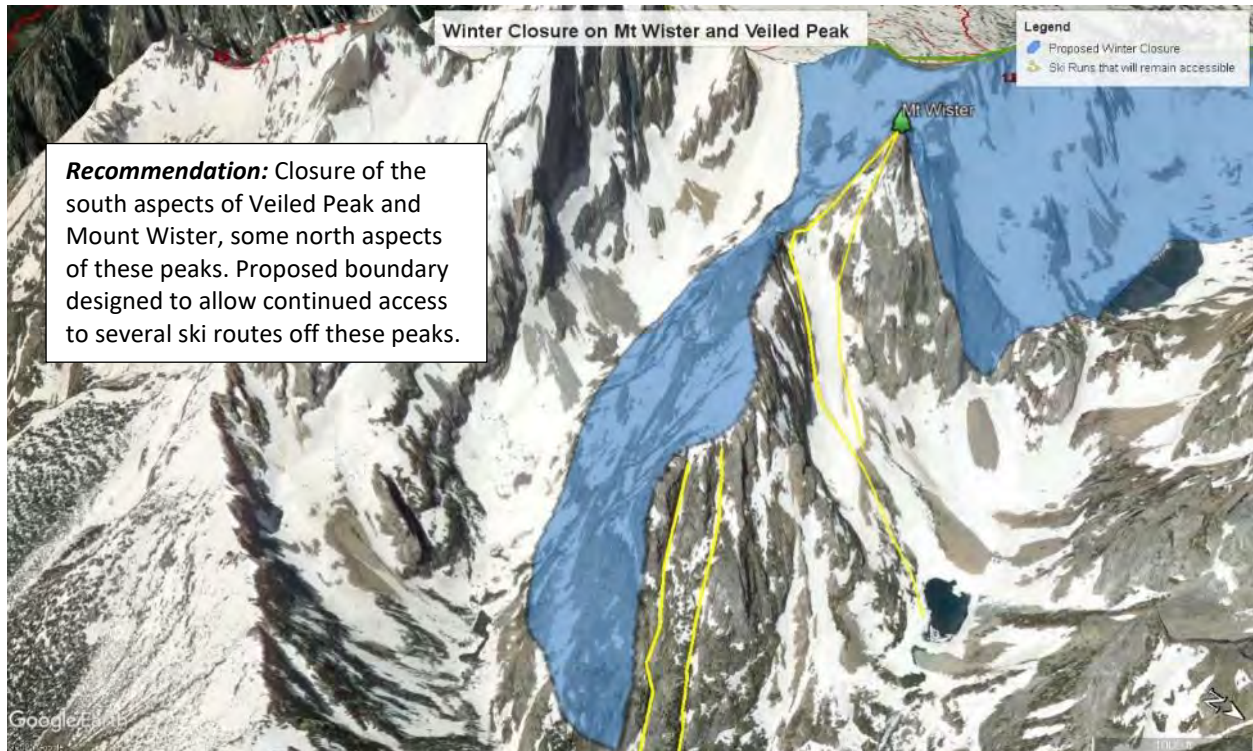 Winter Closure on Mt Wister and Veiled Peak
Legend
Proposed Winter Closure
Ski Runs that will remain accessible
Mt Wister
Recommendation: Closure of the
south aspects of Veiled Peak and
Mount Wister, some north aspects
of these peaks. Proposed boundary
designed to allow continued access
to several ski routes off these peaks.
Google Earth
N